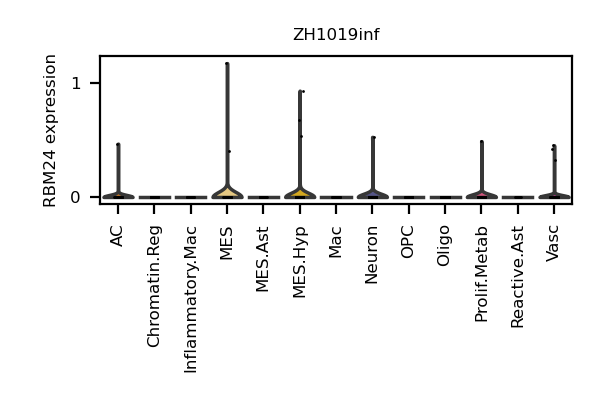 ZH1019inf
RBM24 expression
1
0
AC
Chromatin.Reg
Inflammatory.Mac
MES
MES.Ast
MES.Hyp
Mac
Neuron
OPC
Oligo
Prolif.Metab
Reactive.Ast
Vasc